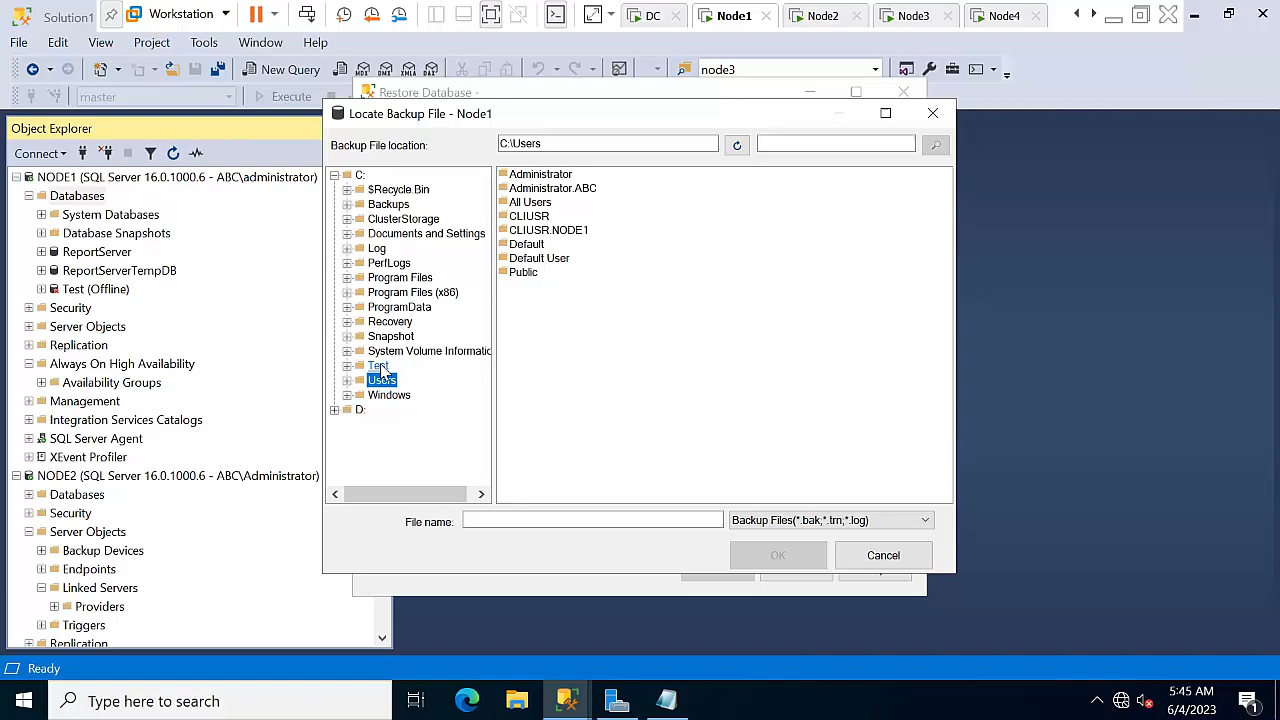 Solution1
Workstation
DC
Node1
Node2
Node3
Node4
File Edit View Project Tools Window Help
New Query
MDX
DMX
XMLA
DAX
node3
master
Execute
Restore Database -
Object Explorer
Connect
NODE1 (SQL Server 16.0.1000.6 - ABC\administrator)
Databases
System Databases
Database Snapshots
ReportServer
ReportServerTempDB
Test (Offline)
Security
Server Objects
Replication
Always On High Availability
Availability Groups
Management
Integration Services Catalogs
SQL Server Agent
XEvent Profiler
NODE2 (SQL Server 16.0.1000.6 - ABC\Administrator)
Databases
Security
Server Objects
Backup Devices
Endpoints
Linked Servers
Providers
Triggers
Replication
Locate Backup File - Node1
Backup File location:
C:\Users
C:
$Recycle.Bin
Backups
ClusterStorage
Documents and Settings
Log
PerfLogs
Program Files
Program Files (x86)
ProgramData
Recovery
Snapshot
System Volume Informatic
Test
Users
Windows
D:
Administrator
Administrator.ABC
All Users
CLIUSR
CLIUSR.NODE1
Default
Default User
Public
File name:
Backup Files(*.bak;*.trn;*.log)
OK
Cancel
Ready
Type here to search
5:45 AM
6/4/2023
1